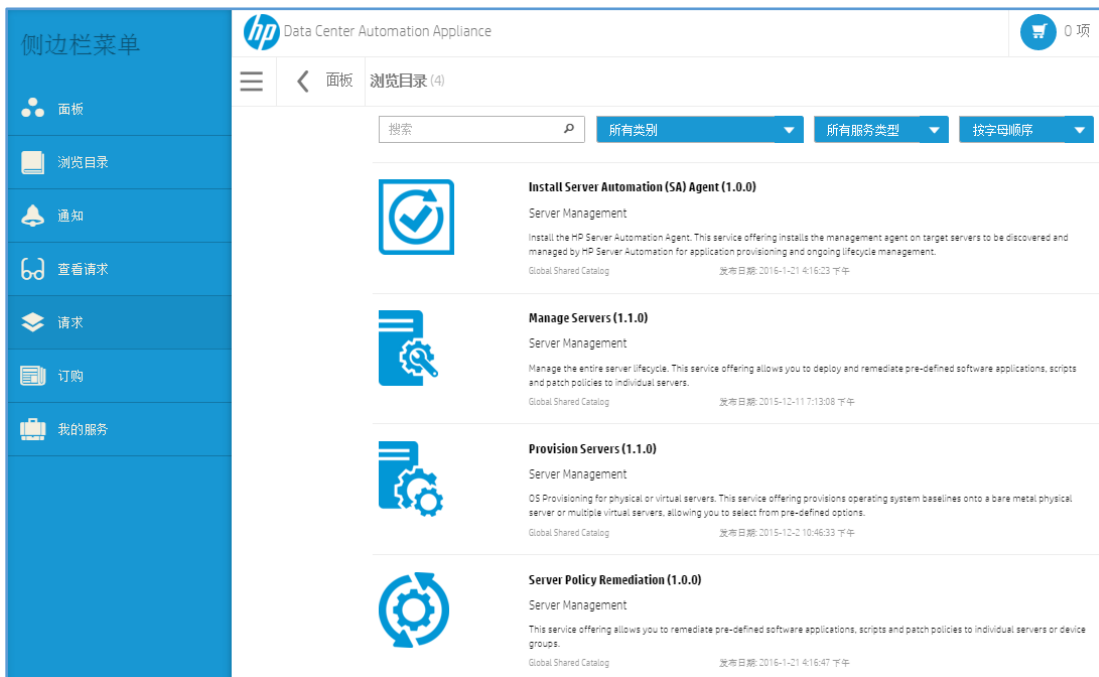 侧边栏菜单
面板
浏览目录
通知
查看请求
请求
订购
我的服务
hp Data Center Automation Appliance
0 项
面板 浏览目录 (4)
搜索 所有类别 所有服务类型 按字母顺序
Install Server Automation (SA) Agent (1.0.0)
Server Management
Install the HP Server Automation Agent. This service offering installs the management agent on target servers to be discovered and
managed by HP Server Automation for application provisioning and ongoing lifecycle management.
Global Shared Catalog 发布日期: 2016-1-21 4:16:23 下午
Manage Servers (1.1.0)
Server Management
Manage the entire server lifecycle. This service offering allows you to deploy and remediate pre-defined software applications, scripts
and patch policies to individual servers.
Global Shared Catalog 发布日期: 2015-12-11 7:13:08 下午
Provision Servers (1.1.0)
Server Management
OS Provisioning for physical or virtual servers. This service offering provisions operating system baselines onto a bare metal physical
server or multiple virtual servers, allowing you to select from pre-defined options.
Global Shared Catalog 发布日期: 2015-12-2 10:46:33 下午
Server Policy Remediation (1.0.0)
Server Management
This service offering allows you to remediate pre-defined software applications, scripts and patch policies to individual servers or device
groups.
Global Shared Catalog 发布日期: 2016-1-21 4:16:47 下午